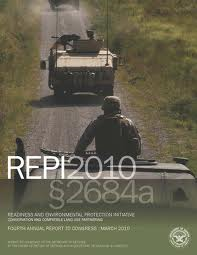 REPI2010
§2684a
READINESS AND ENVIRONMENTAL PROTECTION INITIATIVE
CONSERVATION AND COMPATIBLE LAND USE PARTNERING
FOURTH ANNUAL REPORT TO CONGRESS | MARCH 2010